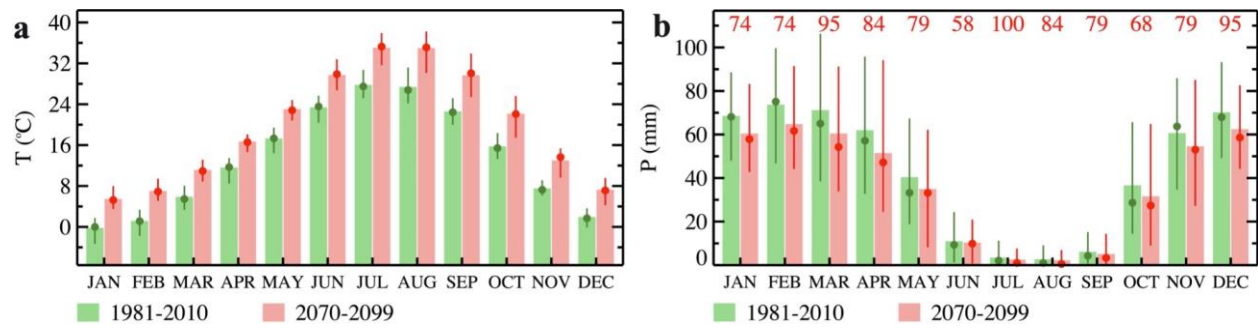 a
T (°C)
40
32
24
16
8
0
JAN FEB MAR APR MAY JUN JUL AUG SEP OCT NOV DEC
1981-2010 2070-2099
b
P (mm)
74 74 95 84 79 58 100 84 79 68 79 95
100
80
60
40
20
0
JAN FEB MAR APR MAY JUN JUL AUG SEP OCT NOV DEC
1981-2010 2070-2099